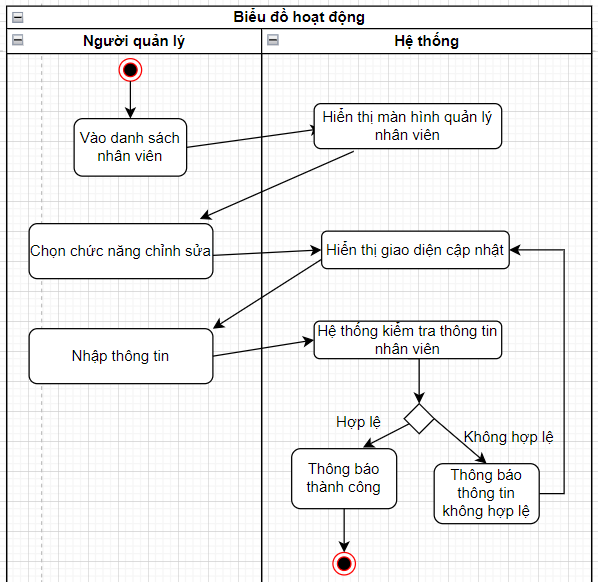 Biểu đồ hoạt động
Người quản lý
Hệ thống
Vào danh sách
nhân viên
Hiển thị màn hình quản lý
nhân viên
Chọn chức năng chỉnh sửa
Hiển thị giao diện cập nhật
Nhập thông tin
Hệ thống kiểm tra thông tin
nhân viên
Hợp lệ
Không hợp lệ
Thông báo
thành công
Thông báo
thông tin
không hợp lệ